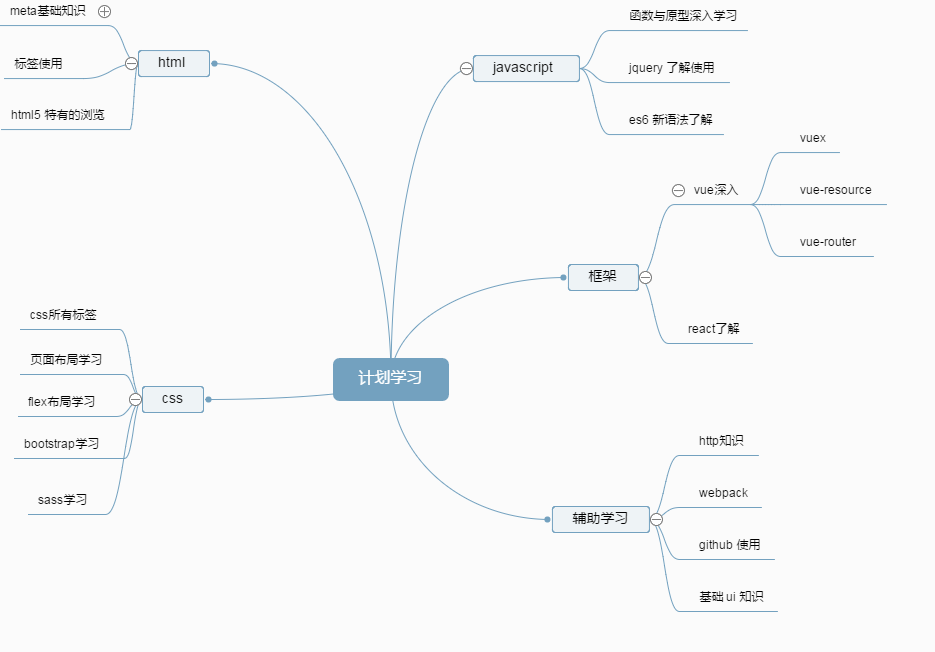 计划学习
html
meta基础知识
标签使用
html5 特有的浏览
css
css所有标签
页面布局学习
flex布局学习
bootstrap学习
sass学习
javascript
函数与原型深入学习
jquery 了解使用
es6 新语法了解
框架
vue深入
vuex
vue-resource
vue-router
react了解
辅助学习
http知识
webpack
github 使用
基础 ui 知识